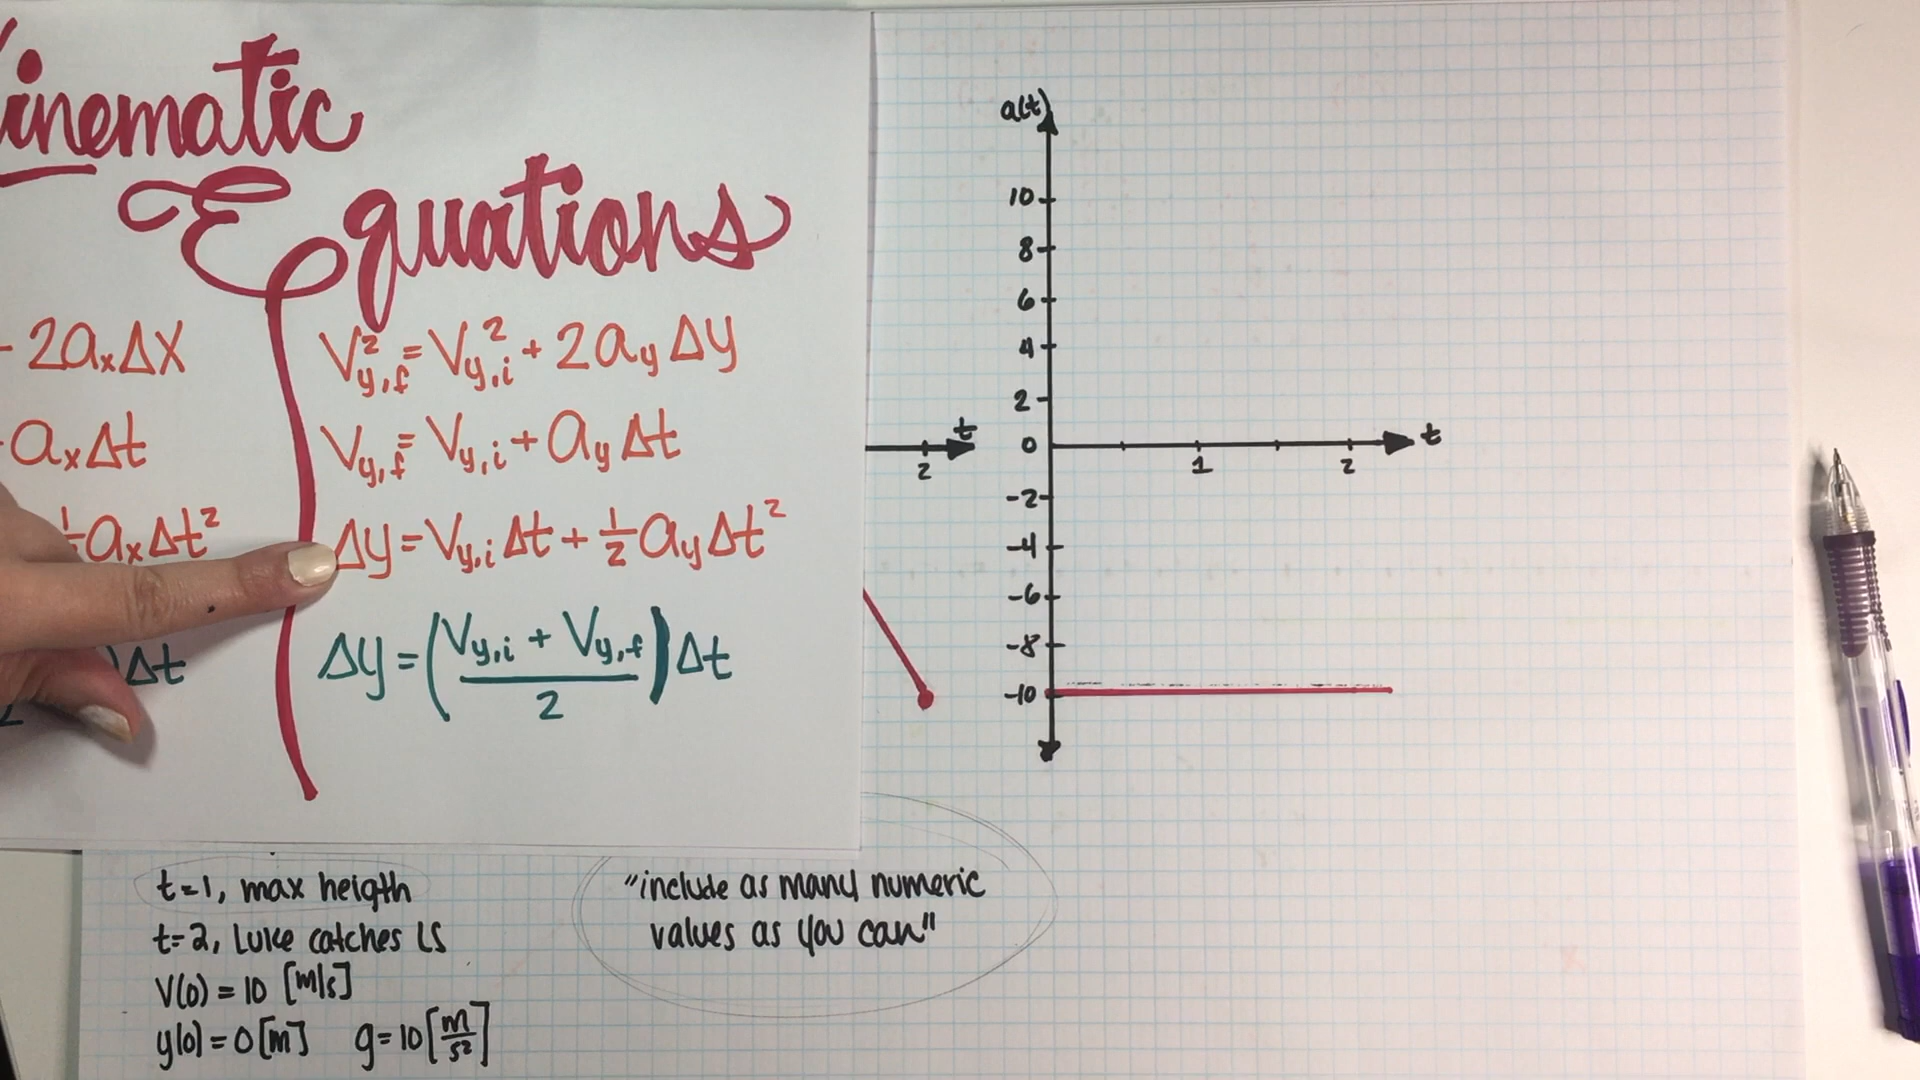 Kinematic
Equations
- 2aₓΔX
V²y,f = V²y,i + 2ay Δy
aₓΔt
Vy,f = Vy,i + ay Δt
½aₓΔt²
Δy = Vy,i Δt + ½ ay Δt²
)Δt
Δy = (Vy,i + Vy,f / 2) Δt
t
2
a(t)
10
8
6
4
2
0
-2
-4
-6
-8
-10
1
2
t
t=1, max heigth
t=2, Luke catches LS
V(0) = 10 [m/s]
y(0) = 0 [m] g = 10 [m/s²]
"include as many numeric
values as you can"